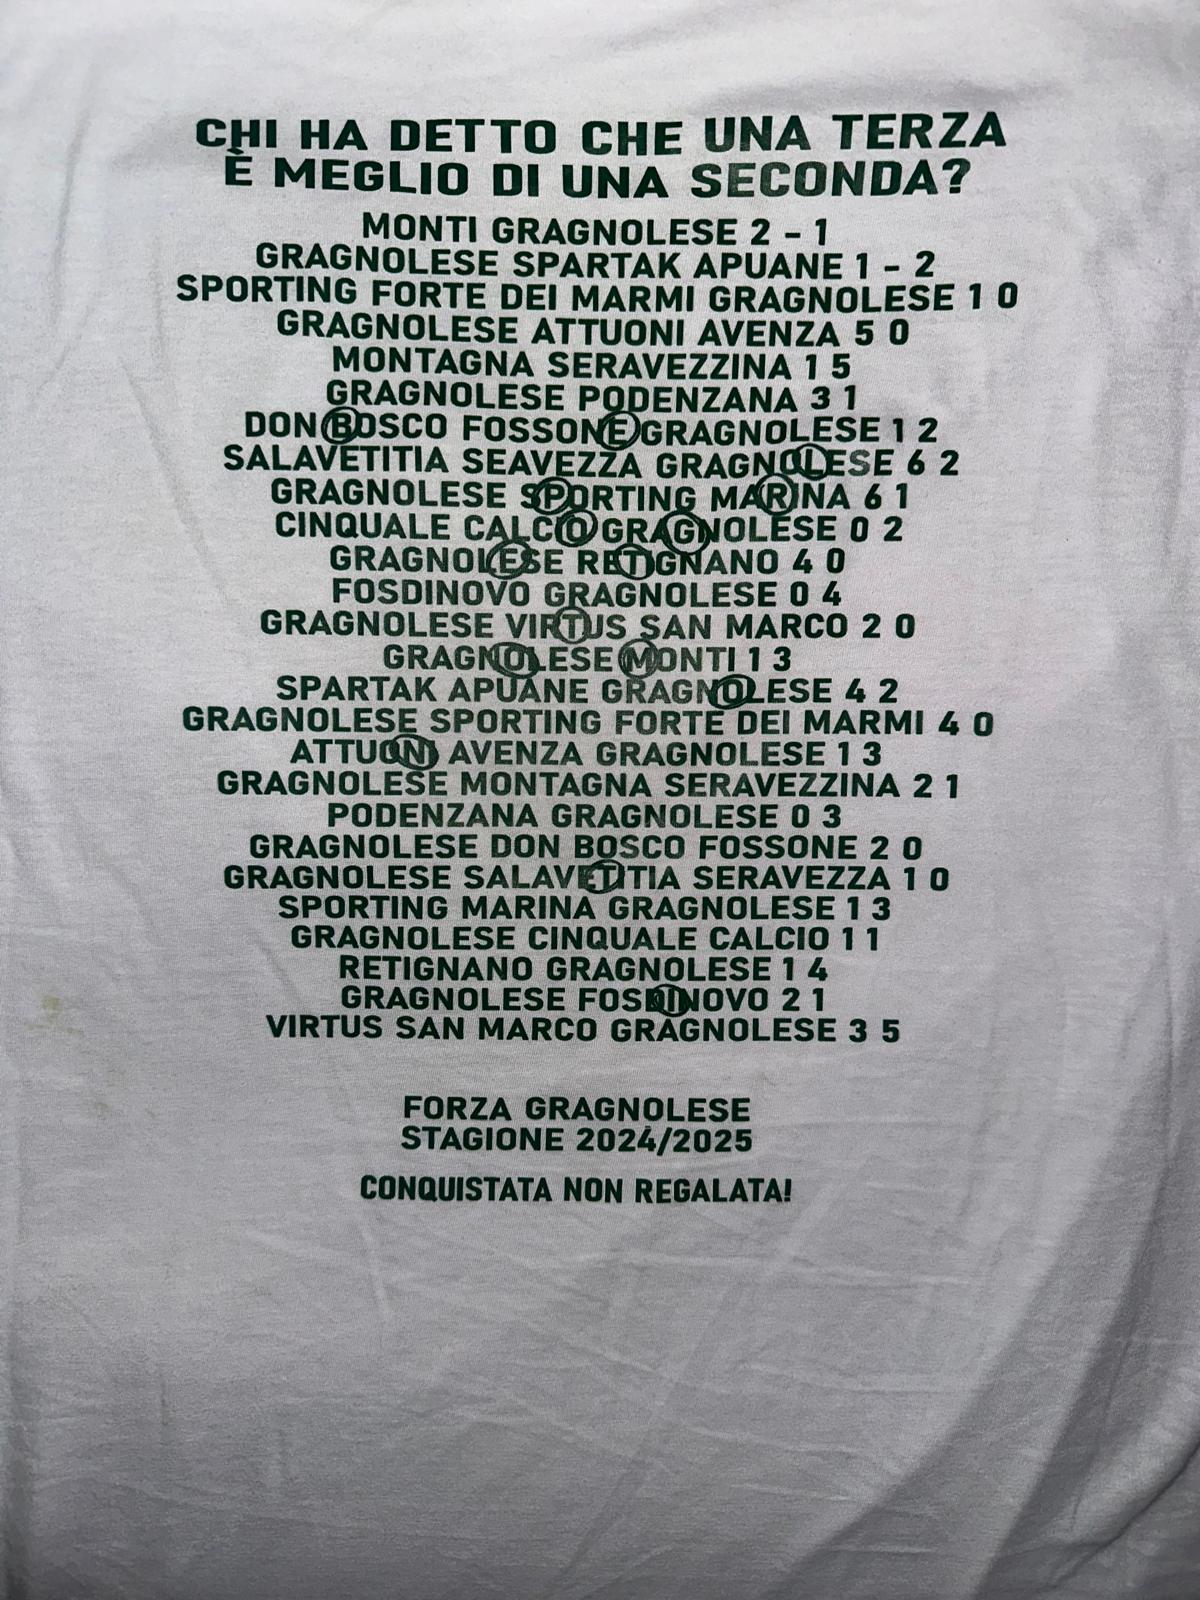 CHI HA DETTO CHE UNA TERZA
È MEGLIO DI UNA SECONDA?
MONTI GRAGNOLESE 2 - 1
GRAGNOLESE SPARTAK APUANE 1 - 2
SPORTING FORTE DEI MARMI GRAGNOLESE 1 0
GRAGNOLESE ATTUONI AVENZA 5 0
MONTAGNA SERAVEZZINA 1 5
GRAGNOLESE PODENZANA 3 1
DON BOSCO FOSSONE GRAGNOLESE 1 2
SALAVETITIA SEAVEZZA GRAGNOLESE 6 2
GRAGNOLESE SPORTING MARINA 6 1
CINQUALE CALCIO GRAGNOLESE 0 2
GRAGNOLESE RETIGNANO 4 0
FOSDINOVO GRAGNOLESE 0 4
GRAGNOLESE VIRTUS SAN MARCO 2 0
GRAGNOLESE MONTI 1 3
SPARTAK APUANE GRAGNOLESE 4 2
GRAGNOLESE SPORTING FORTE DEI MARMI 4 0
ATTUONI AVENZA GRAGNOLESE 1 3
GRAGNOLESE MONTAGNA SERAVEZZINA 2 1
PODENZANA GRAGNOLESE 0 3
GRAGNOLESE DON BOSCO FOSSONE 2 0
GRAGNOLESE SALAVETITIA SERAVEZZA 1 0
SPORTING MARINA GRAGNOLESE 1 3
GRAGNOLESE CINQUALE CALCIO 1 1
RETIGNANO GRAGNOLESE 1 4
GRAGNOLESE FOSDINOVO 2 1
VIRTUS SAN MARCO GRAGNOLESE 3 5
FORZA GRAGNOLESE
STAGIONE 2024/2025
CONQUISTATA NON REGALATA!